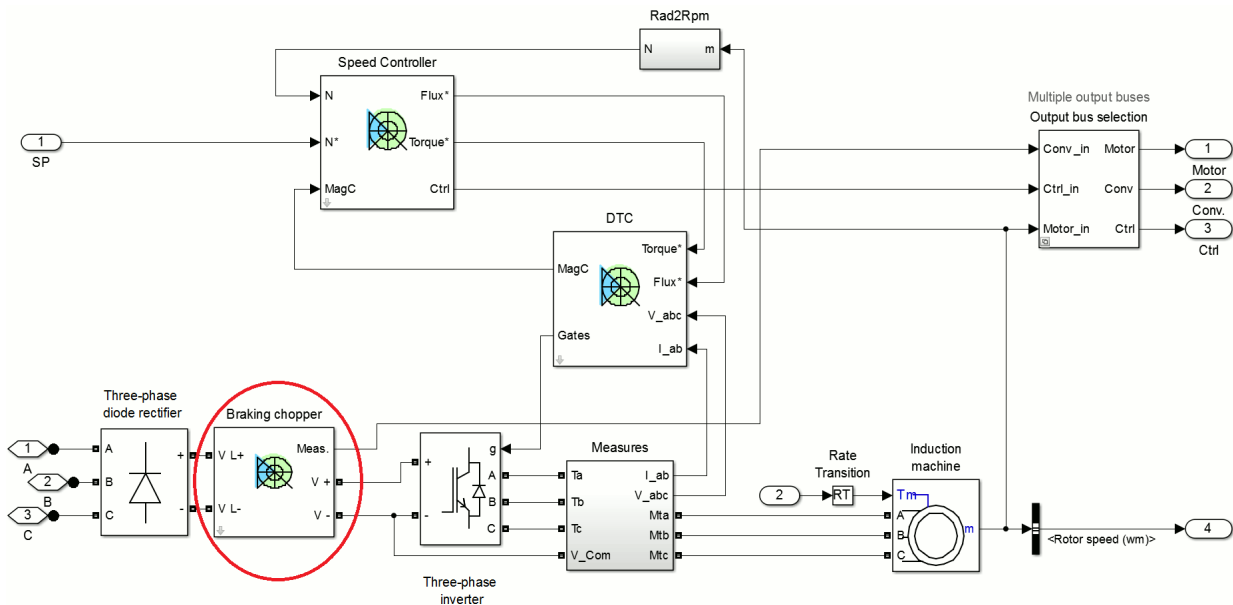 Rad2Rpm
N
m
Speed Controller
N
N*
MagC
Flux*
Torque*
Ctrl
1
SP
Multiple output buses
Output bus selection
Conv_in
Ctrl_in
Motor_in
Motor
Conv
Ctrl
1
Motor
2
Conv.
3
Ctrl
DTC
MagC
Gates
Torque*
Flux*
V_abc
I_ab
Three-phase
diode rectifier
1
A
2
B
3
C
A
B
C
+
-
Braking chopper
V L+
V L-
Meas.
V +
V -
+
-
g
A
B
C
Three-phase
inverter
Measures
Ta
Tb
Tc
V_Com
I_ab
V_abc
Mta
Mtb
Mtc
2
Rate
Transition
RT
Induction
machine
Tm
A
B
C
m
<Rotor speed (wm)>
4